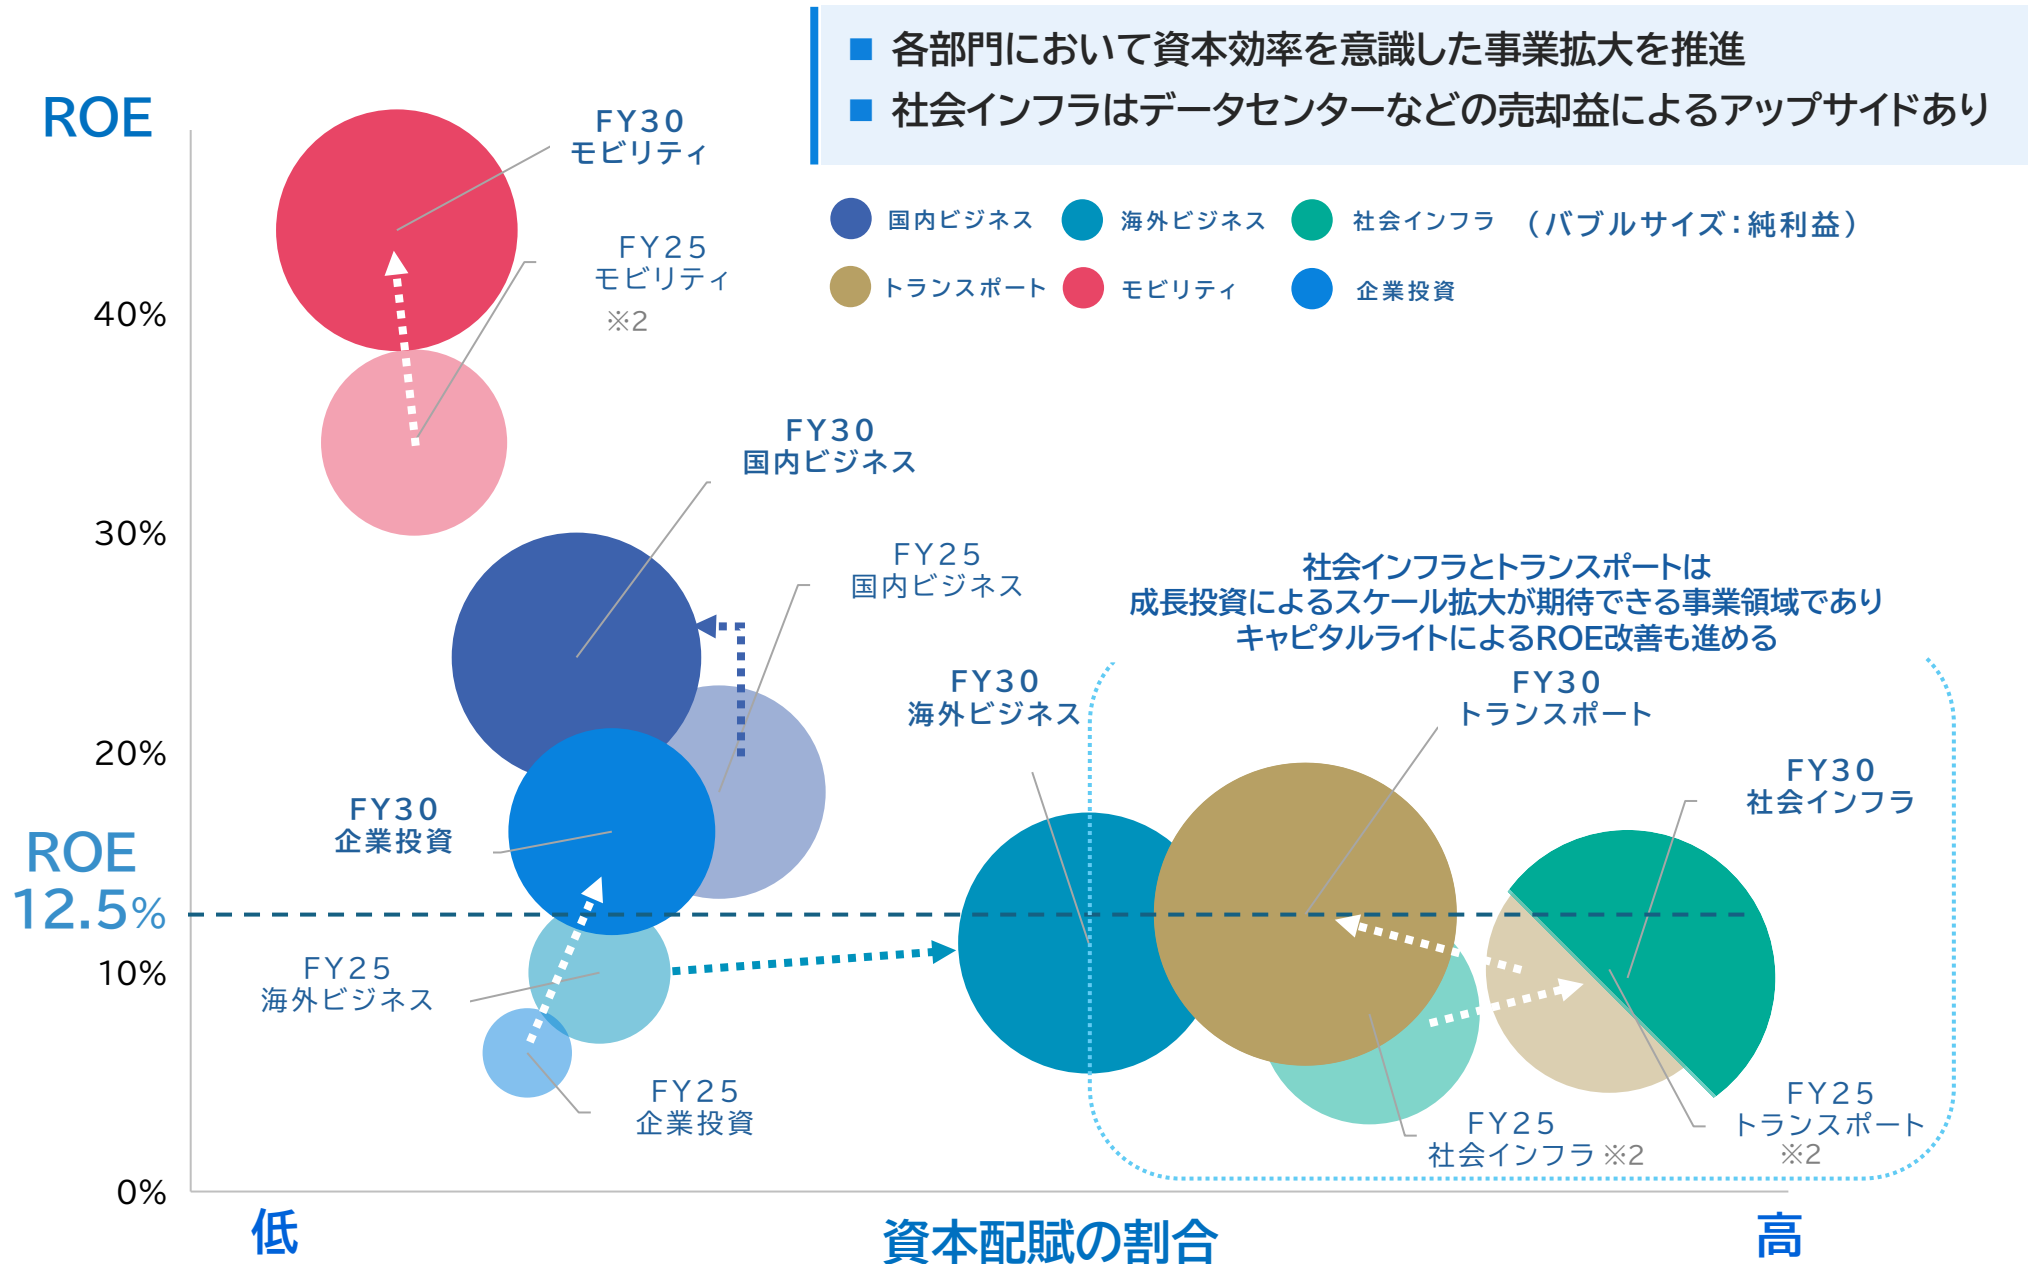 ■ 各部門において資本効率を意識した事業拡大を推進
■ 社会インフラはデータセンターなどの売却益によるアップサイドあり
ROE
国内ビジネス 海外ビジネス 社会インフラ （バブルサイズ：純利益）
トランスポート モビリティ 企業投資
FY30
モビリティ
FY25
モビリティ
※2
40%
FY30
国内ビジネス
30%
FY25
国内ビジネス
社会インフラとトランスポートは
成長投資によるスケール拡大が期待できる事業領域であり
キャピタルライトによるROE改善も進める
FY30
海外ビジネス
FY30
トランスポート
20%
FY30
社会インフラ
FY30
企業投資
ROE
12.5%
10%
FY25
海外ビジネス
FY25
企業投資
FY25
社会インフラ ※2
FY25
トランスポート
※2
0%
低
資本配賦の割合
高